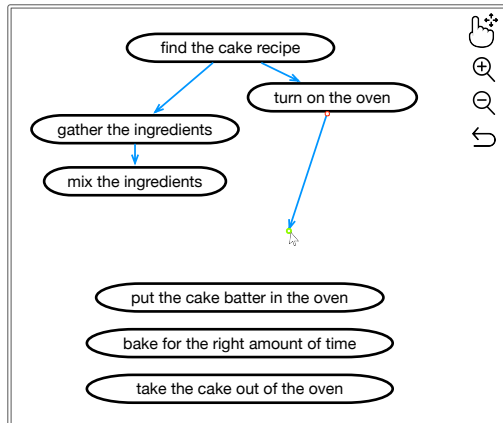 find the cake recipe
turn on the oven
gather the ingredients
mix the ingredients
put the cake batter in the oven
bake for the right amount of time
take the cake out of the oven